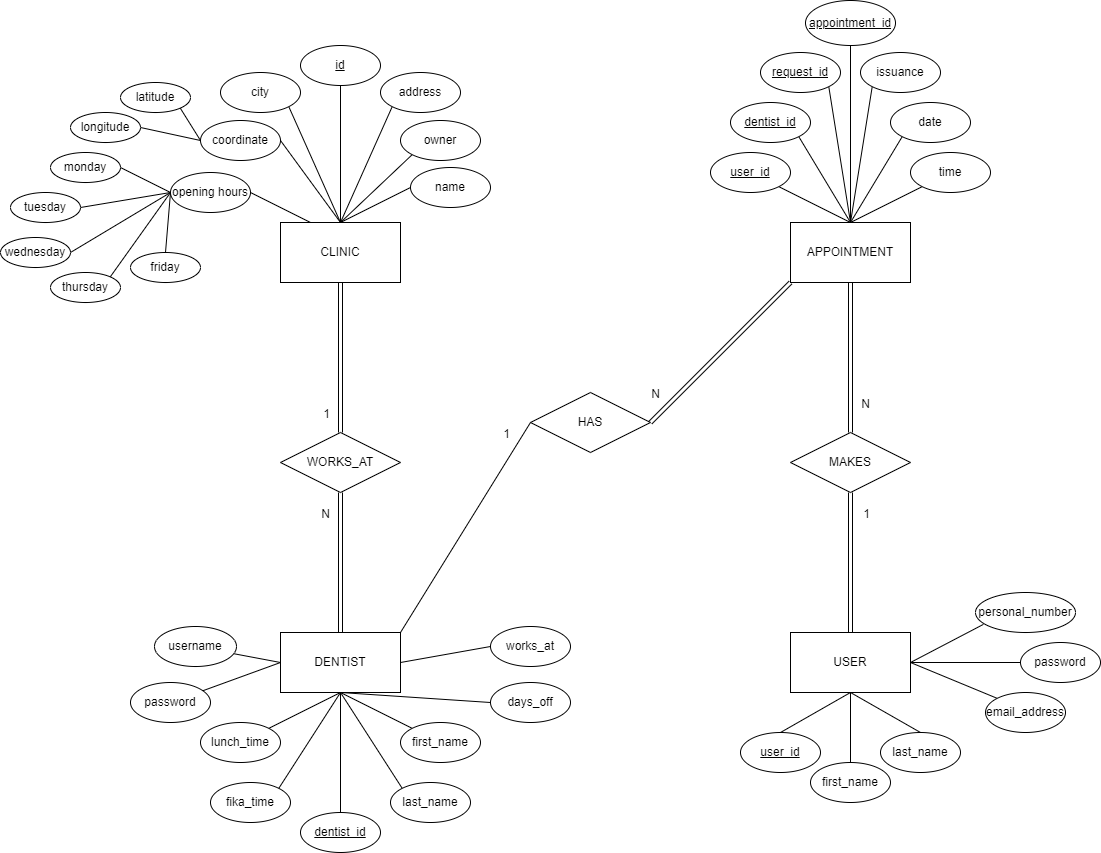 appointment_id
id
request_id
issuance
city
address
latitude
longitude
coordinate
dentist_id
date
owner
monday
opening hours
name
user_id
time
tuesday
wednesday
thursday
friday
CLINIC
APPOINTMENT
1
N
N
HAS
1
WORKS_AT
MAKES
N
1
personal_number
username
works_at
DENTIST
USER
password
password
days_off
email_address
lunch_time
first_name
user_id
last_name
first_name
fika_time
last_name
dentist_id